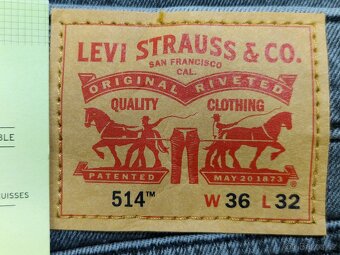 LEVI STRAUSS & CO.
SAN FRANCISCO
CAL.
ORIGINAL RIVETED
QUALITY CLOTHING
PATENTED MAY 20 1873
514™ W 36 L 32
BLE
UISSES